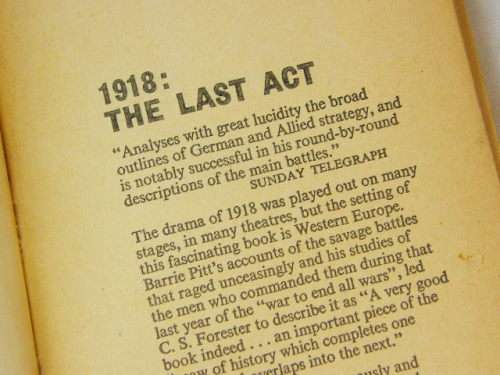 1918:
THE LAST ACT
"Analyses with great lucidity the broad
outlines of German and Allied strategy, and
is notably successful in his round-by-round
descriptions of the main battles."
SUNDAY TELEGRAPH
The drama of 1918 was played out on many
stages, in many theatres, but the setting of
this fascinating book is Western Europe.
Barrie Pitt's accounts of the savage battles
that raged unceasingly and his studies of
the men who commanded them during that
last year of the "war to end all wars", led
C. S. Forester to describe it as "A very good
book indeed . . . an important piece of the
of history which completes one
overlaps into the next."
and